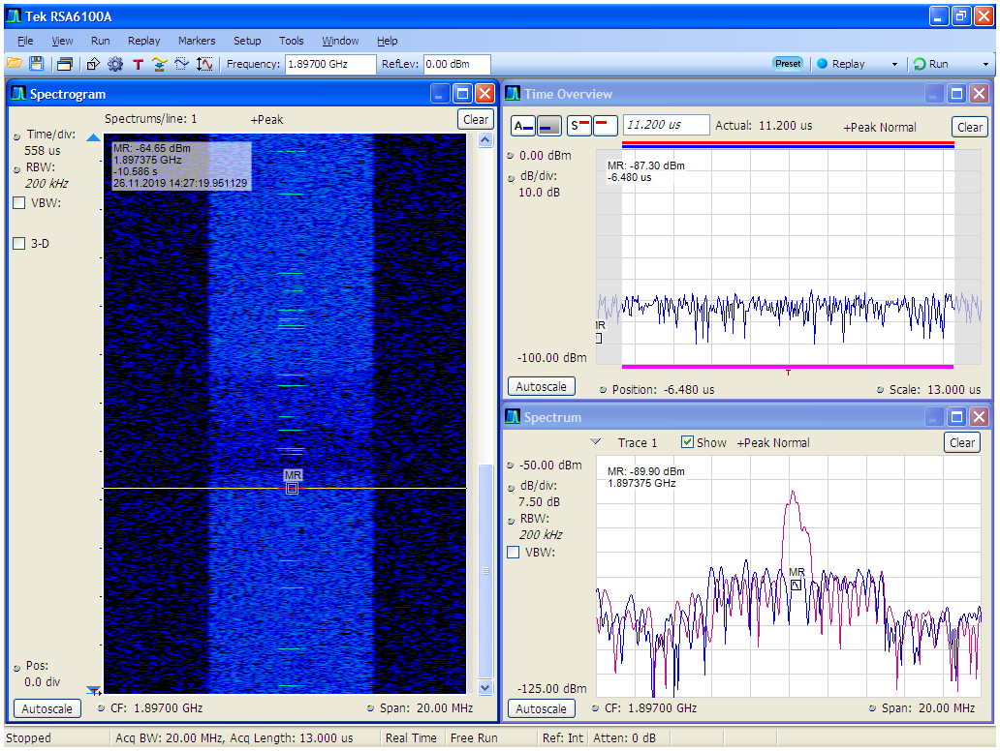 Tek RSA6100A
File View Run Replay Markers Setup Tools Window Help
T Frequency: 1.89700 GHz RefLev: 0.00 dBm Preset Replay Run
Spectrogram
Spectrums/line: 1 +Peak Clear
Time/div:
558 us
RBW:
200 kHz
VBW:
3-D
MR: -64.65 dBm
1.897375 GHz
-10.586 s
26.11.2019 14:27:19.951129
MR
Pos:
0.0 div
Autoscale CF: 1.89700 GHz Span: 20.00 MHz
Time Overview
A S 11.200 us Actual: 11.200 us +Peak Normal Clear
0.00 dBm
dB/div:
10.0 dB
MR: -87.30 dBm
-6.480 us
MR
-100.00 dBm
T
Autoscale Position: -6.480 us Scale: 13.000 us
Spectrum
Trace 1 Show +Peak Normal Clear
-50.00 dBm
dB/div:
7.50 dB
RBW:
200 kHz
VBW:
MR: -89.90 dBm
1.897375 GHz
MR
-125.00 dBm
Autoscale CF: 1.89700 GHz Span: 20.00 MHz
Stopped Acq BW: 20.00 MHz, Acq Length: 13.000 us Real Time Free Run Ref: Int Atten: 0 dB